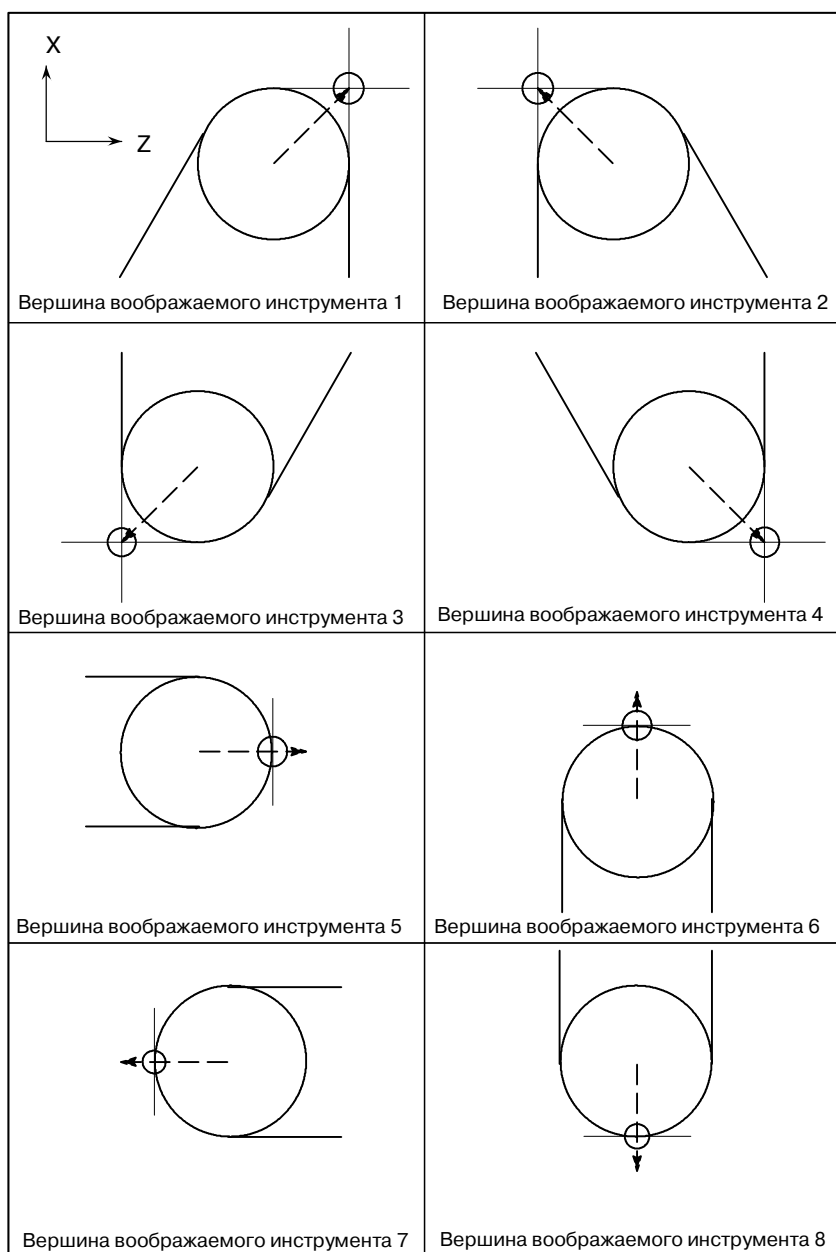 X
Z
Вершина воображаемого инструмента 1
Вершина воображаемого инструмента 2
Вершина воображаемого инструмента 3
Вершина воображаемого инструмента 4
Вершина воображаемого инструмента 5
Вершина воображаемого инструмента 6
Вершина воображаемого инструмента 7
Вершина воображаемого инструмента 8